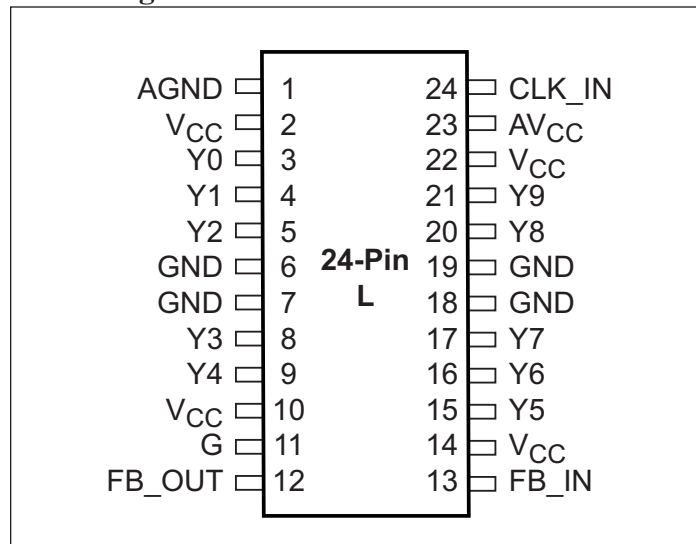 AGND 1 24 CLK_IN
VCC 2 23 AVCC
Y0 3 22 VCC
Y1 4 21 Y9
Y2 5 20 Y8
GND 6 24-Pin 19 GND
GND 7 L 18 GND
Y3 8 17 Y7
Y4 9 16 Y6
VCC 10 15 Y5
G 11 14 VCC
FB_OUT 12 13 FB_IN